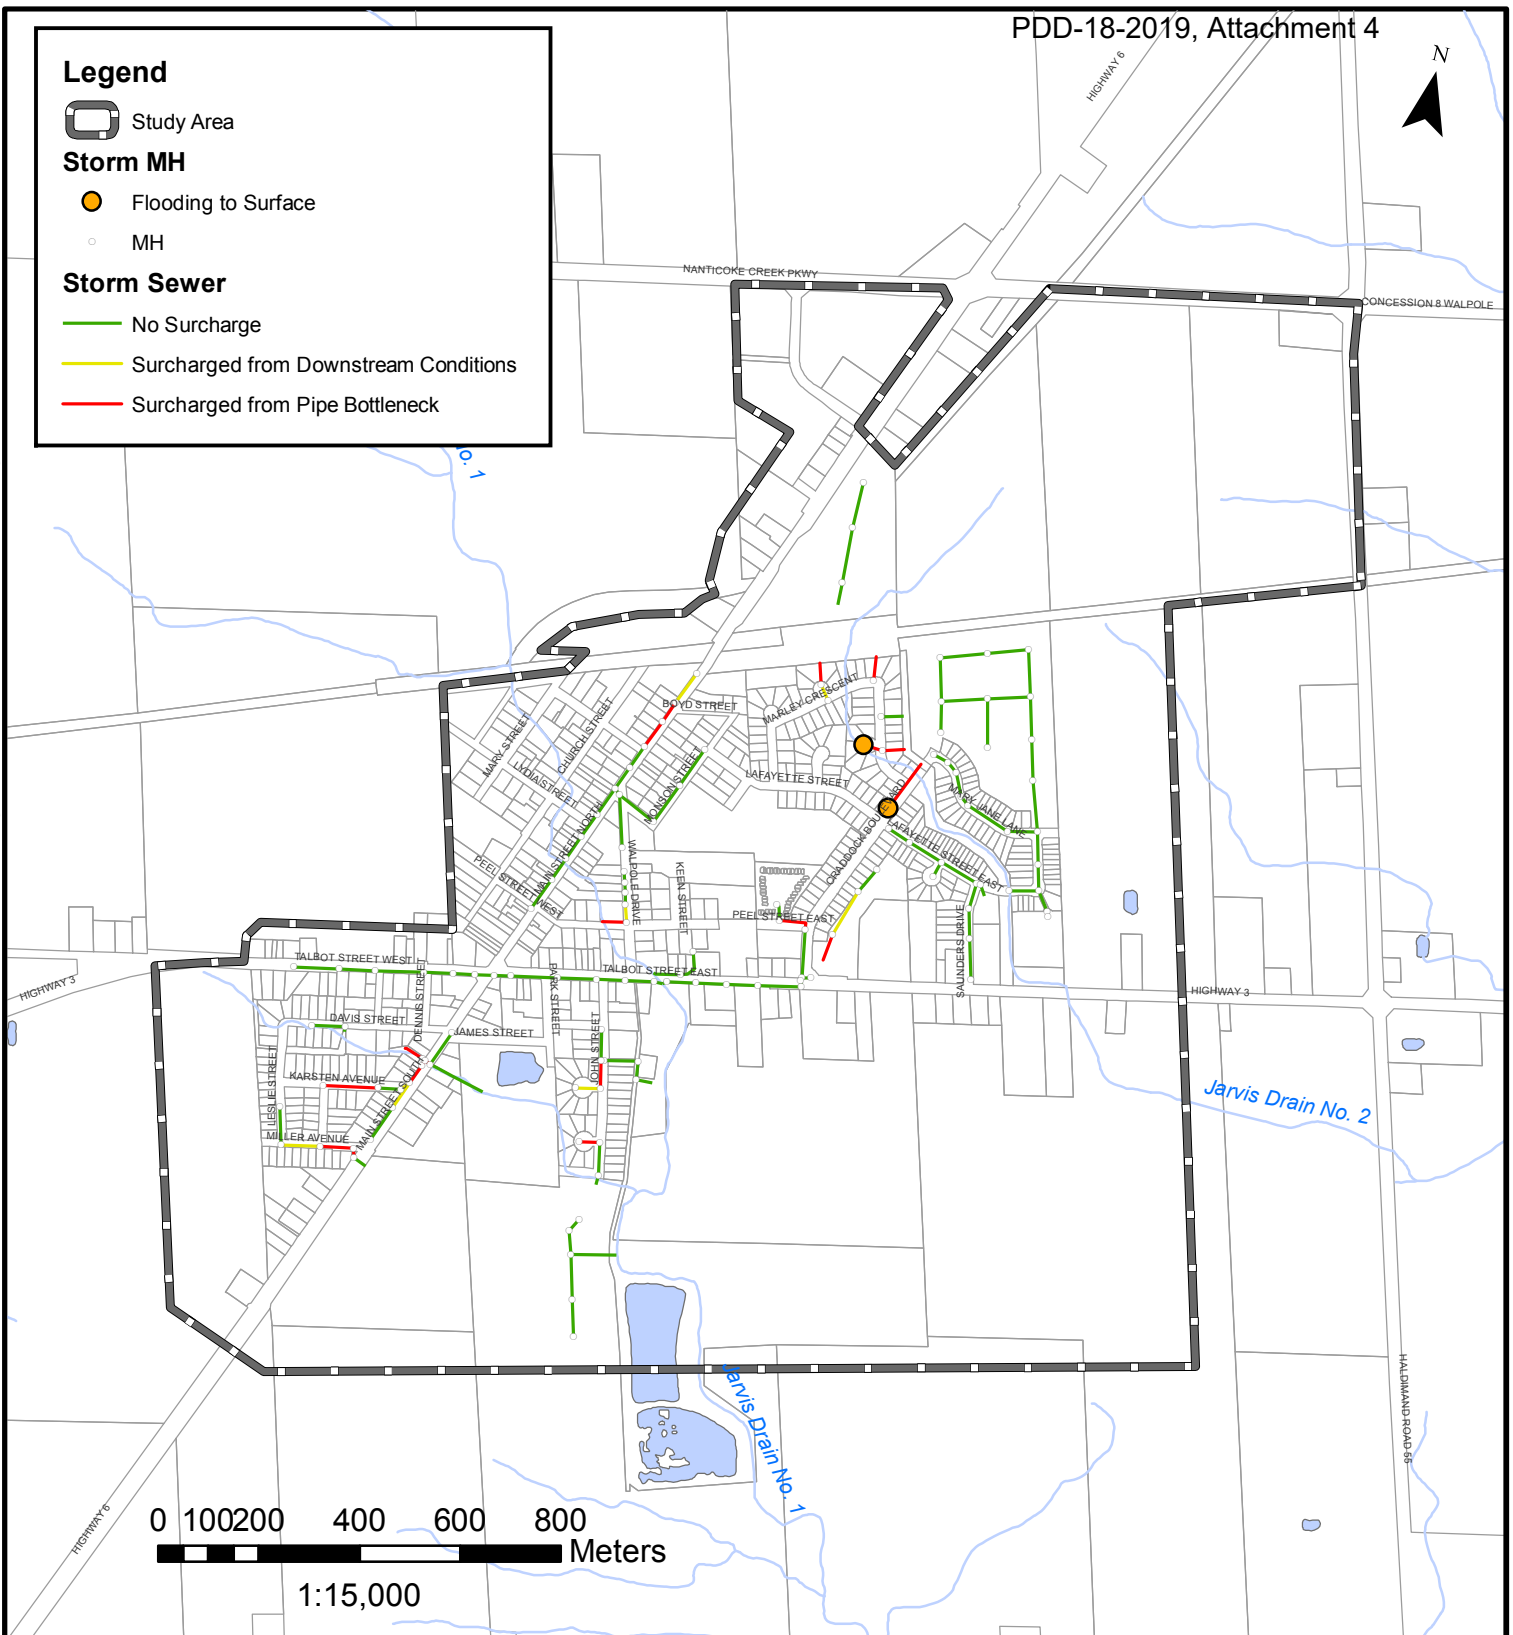 PDD-18-2019, Attachment 4
N
Legend
Study Area
Storm MH
Flooding to Surface
MH
Storm Sewer
No Surcharge
Surcharged from Downstream Conditions
Surcharged from Pipe Bottleneck
HIGHWAY 6
NANTICOKE CREEK PKWY
CONCESSION 8 WALPOLE
o. 1
BOYD STREET
MARLEY CRESCENT
CHURCH STREET
MARY STREET
LYDIA STREET
MONSON STREET
LAFAYETTE STREET
MARY JANE LANE
MAIN STREET NORTH
CRADDOCK BOULEVARD
LAFAYETTE STREET EAST
PEEL STREET WEST
WALPOLE DRIVE
KEEN STREET
PEEL STREET EAST
SAUNDERS DRIVE
TALBOT STREET WEST
TALBOT STREET EAST
HIGHWAY 3
HIGHWAY 3
DENNIS STREET
PARK STREET
DAVIS STREET
JAMES STREET
JOHN STREET
LESLIE STREET
KARSTEN AVENUE
MAIN STREET SOUTH
MILLER AVENUE
Jarvis Drain No. 2
Jarvis Drain No. 1
HALDIMAND ROAD 55
HIGHWAY 6
0 100200 400 600 800
Meters
1:15,000